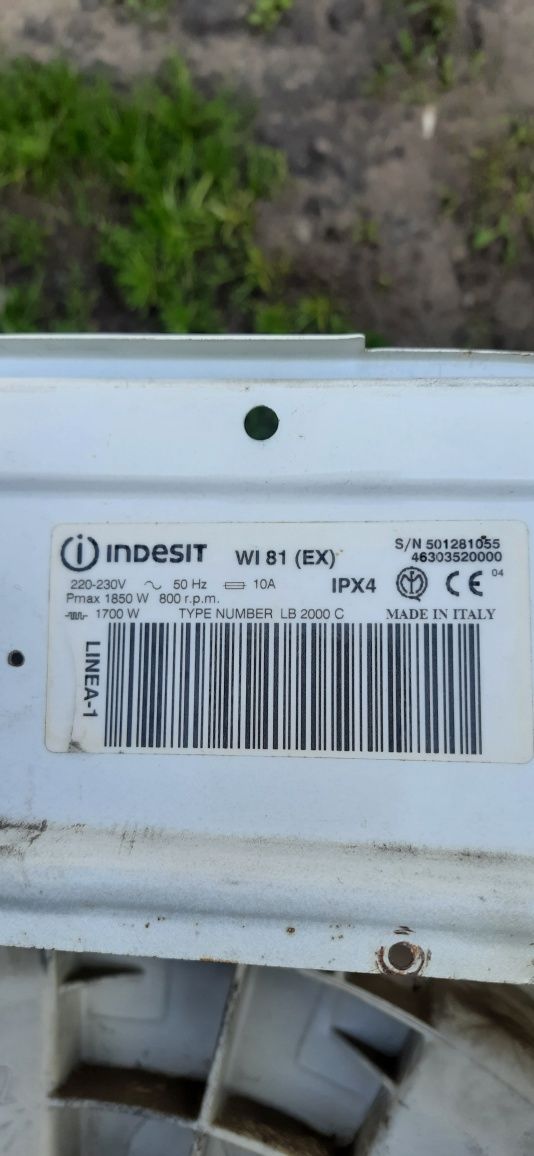 indesit WI 81 (EX) S/N 501281055
46303520000
220-230V ~ 50 Hz 10A IPX4 CE 04
Pmax 1850 W 800 r.p.m.
1700 W TYPE NUMBER LB 2000 C MADE IN ITALY
LINEA-1